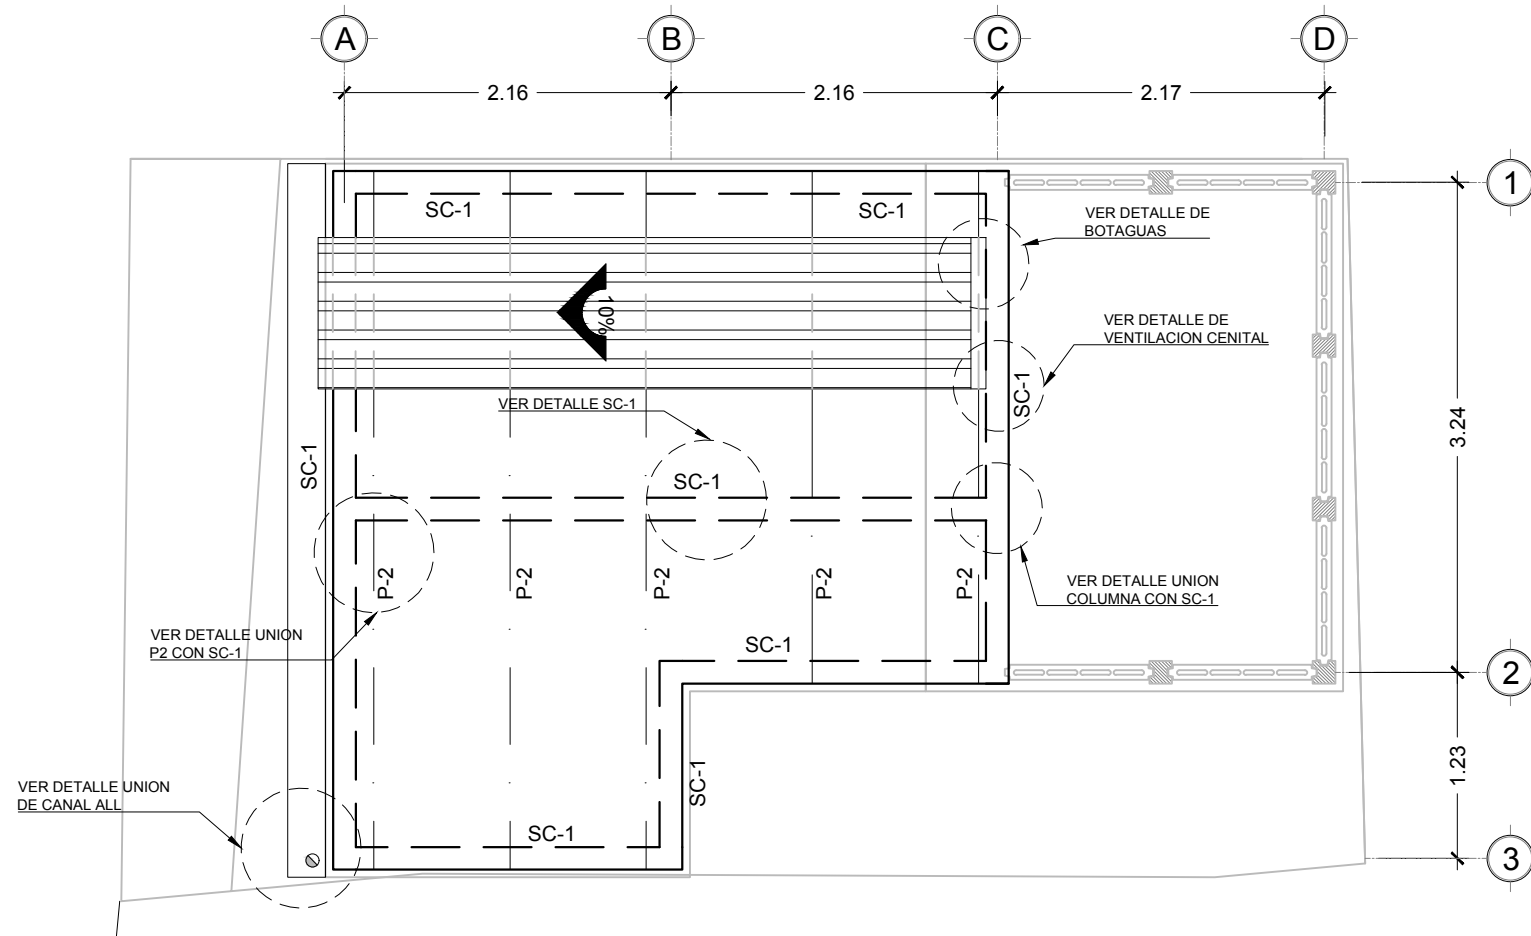 A
B
C
D
2.16
2.16
2.17
1
SC-1
SC-1
VER DETALLE DE
BOTAGUAS
10%
VER DETALLE DE
VENTILACION CENITAL
SC-1
VER DETALLE SC-1
3.24
SC-1
SC-1
P-2
P-2
P-2
P-2
P-2
VER DETALLE UNION
COLUMNA CON SC-1
VER DETALLE UNION
P2 CON SC-1
SC-1
2
SC-1
1.23
VER DETALLE UNION
DE CANAL ALL
SC-1
3